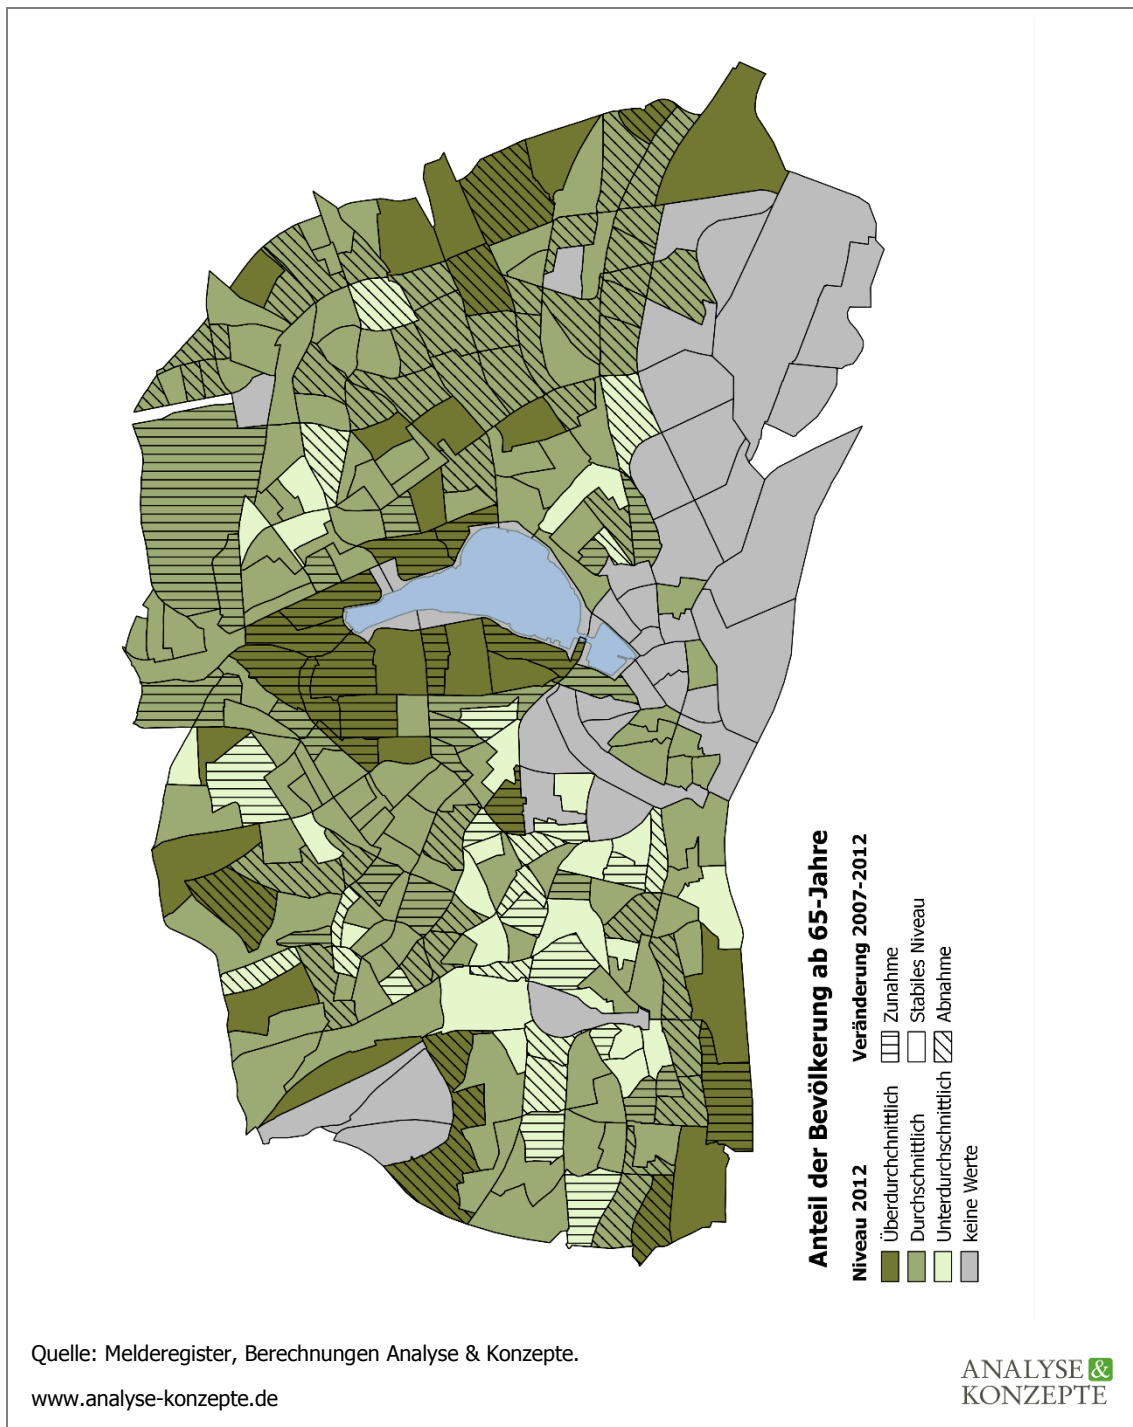 Anteil der Bevölkerung ab 65-Jahre
Niveau 2012
Überdurchchnittlich
Durchschnittlich
Unterdurchschnittlich
keine Werte
Veränderung 2007-2012
Zunahme
Stabiles Niveau
Abnahme
Quelle: Melderegister, Berechnungen Analyse & Konzepte.
www.analyse-konzepte.de
ANALYSE &
KONZEPTE